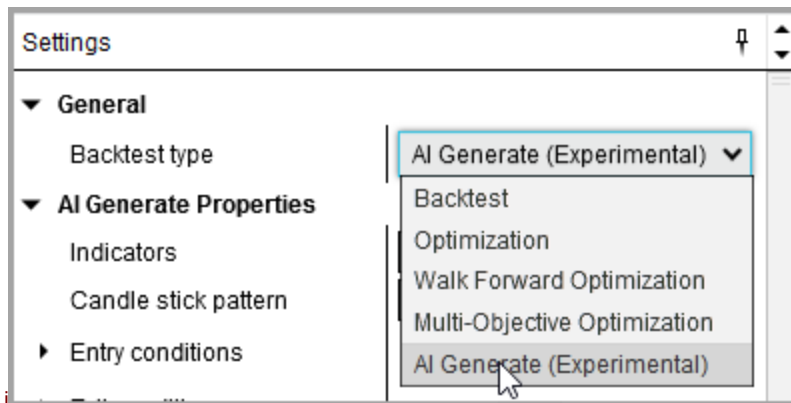 Settings
General
Backtest type
AI Generate (Experimental)
Backtest
AI Generate Properties
Optimization
Indicators
Walk Forward Optimization
Candle stick pattern
Multi-Objective Optimization
Entry conditions
AI Generate (Experimental)